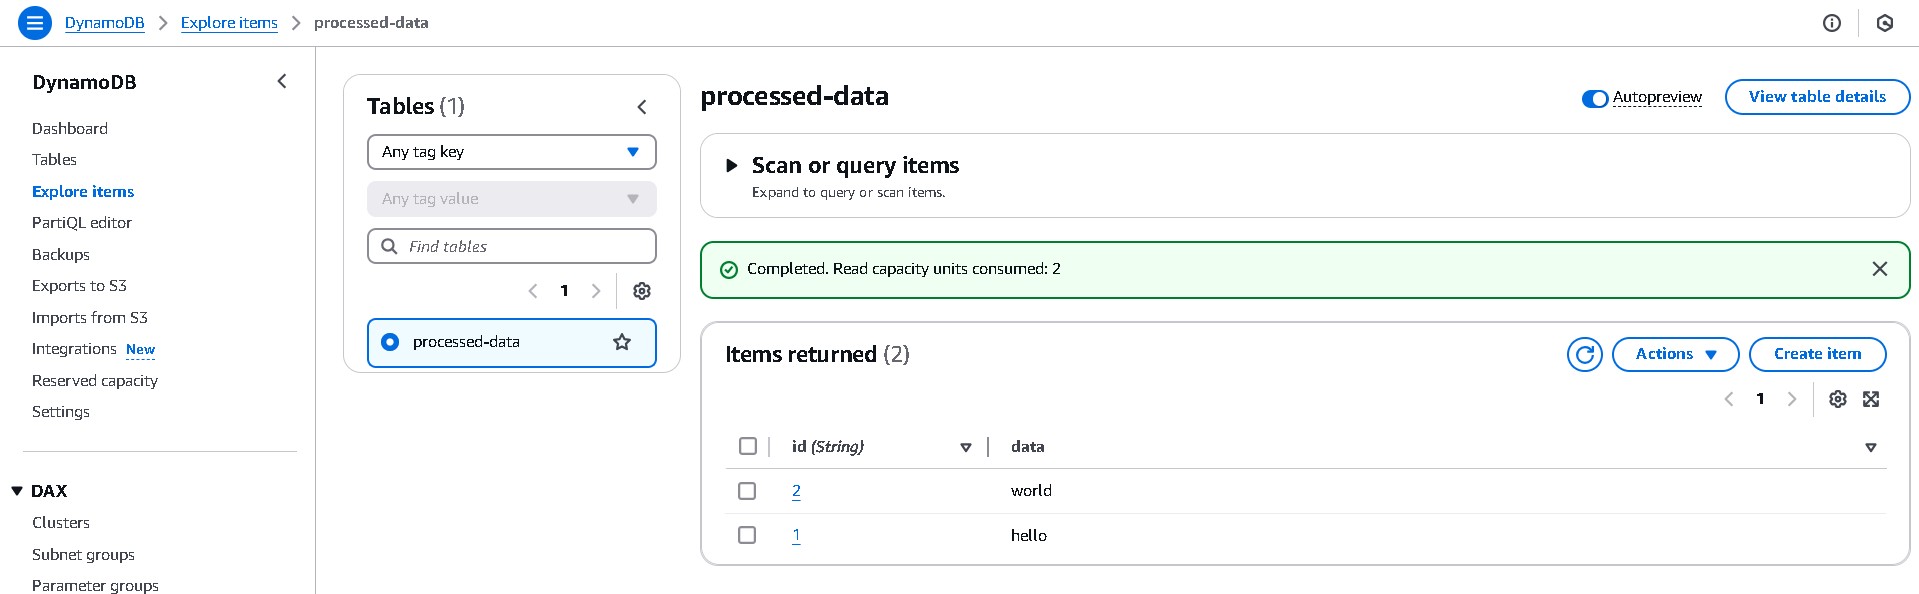 DynamoDB > Explore items > processed-data
DynamoDB
Dashboard
Tables
Explore items
PartiQL editor
Backups
Exports to S3
Imports from S3
Integrations New
Reserved capacity
Settings
DAX
Clusters
Subnet groups
Parameter groups
Tables (1)
Any tag key
Any tag value
Find tables
1
processed-data
processed-data
Autopreview
View table details
Scan or query items
Expand to query or scan items.
Completed. Read capacity units consumed: 2
Items returned (2)
Actions
Create item
1
id (String) data
2 world
1 hello